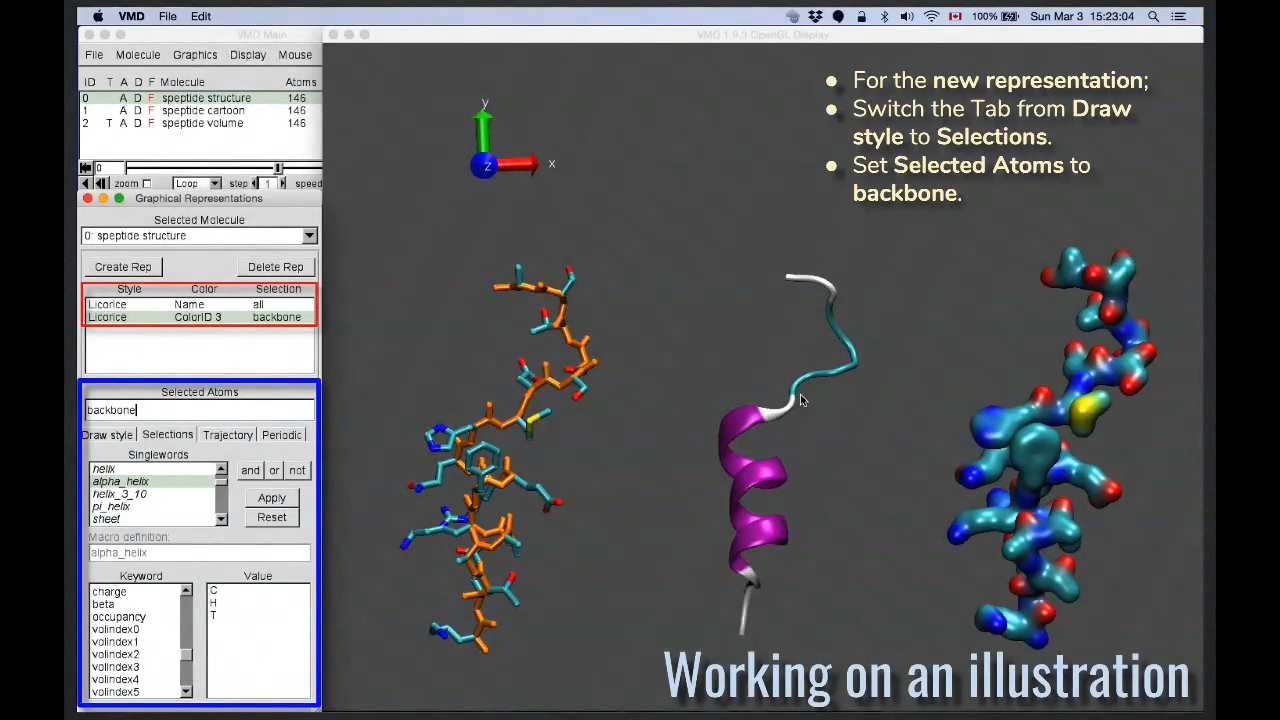 VMD File Edit 100% Sun Mar 3 15:23:04
VMD Main
VMD 1.9.3 OpenGL Display
File Molecule Graphics Display Mouse
ID T A D F Molecule Atoms
0 A D F speptide structure 146
1 A D F speptide cartoon 146
2 T A D F speptide volume 146
0
zoom Loop step 1 speed
Graphical Representations
Selected Molecule
0: speptide structure
Create Rep Delete Rep
Style Color Selection
Licorice Name all
Licorice ColorID 3 backbone
Selected Atoms
backbone
Draw style Selections Trajectory Periodic
Singlewords
helix
alpha_helix
helix_3_10
pi_helix
sheet
and or not
Apply
Reset
Macro definition:
alpha_helix
Keyword Value
charge
beta
occupancy
volindex0
volindex1
volindex2
volindex3
volindex4
volindex5
C
H
T
y
z x
● For the new representation;
● Switch the Tab from Draw
style to Selections.
● Set Selected Atoms to
backbone.
Working on an illustration